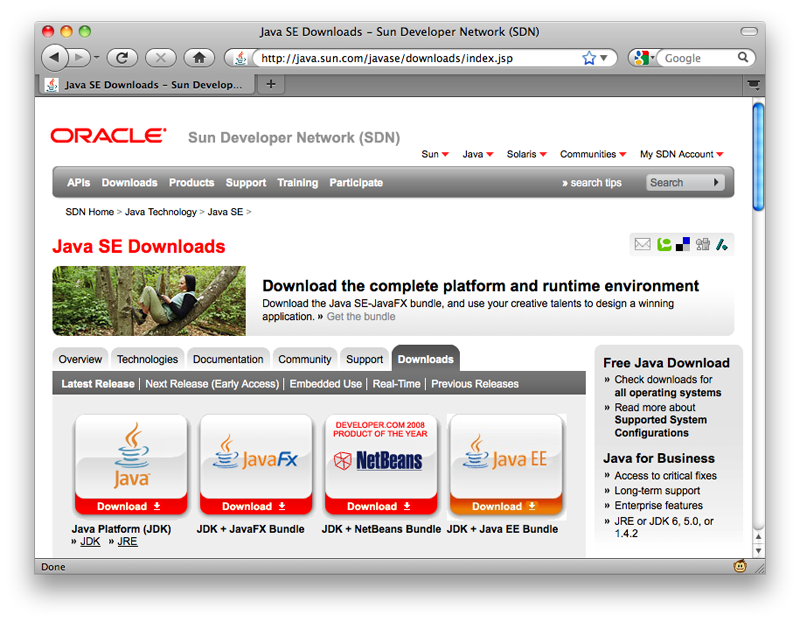 Java SE Downloads – Sun Developer Network (SDN)
http://java.sun.com/javase/downloads/index.jsp
Google
Java SE Downloads – Sun Develop...
ORACLE
Sun Developer Network (SDN)
Sun Java Solaris Communities My SDN Account
APIs Downloads Products Support Training Participate » search tips Search
SDN Home > Java Technology > Java SE >
Java SE Downloads
Download the complete platform and runtime environment
Download the Java SE-JavaFX bundle, and use your creative talents to design a winning
application. » Get the bundle
Overview Technologies Documentation Community Support Downloads
Latest Release | Next Release (Early Access) | Embedded Use | Real-Time | Previous Releases
Java
Download
Java Platform (JDK)
» JDK » JRE
JavaFX
Download
JDK + JavaFX Bundle
DEVELOPER.COM 2008
PRODUCT OF THE YEAR
NetBeans
Download
JDK + NetBeans Bundle
Java EE
Download
JDK + Java EE Bundle
Free Java Download
» Check downloads for
all operating systems
» Read more about
Supported System
Configurations
Java for Business
» Access to critical fixes
» Long-term support
» Enterprise features
» JRE or JDK 6, 5.0, or
1.4.2
Done